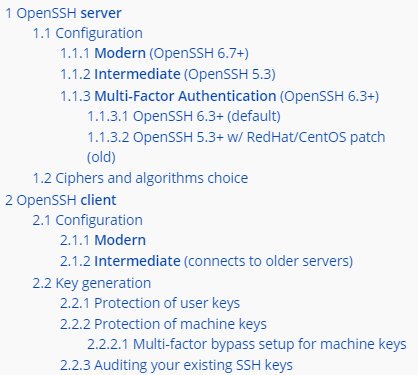 1 OpenSSH server
1.1 Configuration
1.1.1 Modern (OpenSSH 6.7+)
1.1.2 Intermediate (OpenSSH 5.3)
1.1.3 Multi-Factor Authentication (OpenSSH 6.3+)
1.1.3.1 OpenSSH 6.3+ (default)
1.1.3.2 OpenSSH 5.3+ w/ RedHat/CentOS patch
(old)
1.2 Ciphers and algorithms choice
2 OpenSSH client
2.1 Configuration
2.1.1 Modern
2.1.2 Intermediate (connects to older servers)
2.2 Key generation
2.2.1 Protection of user keys
2.2.2 Protection of machine keys
2.2.2.1 Multi-factor bypass setup for machine keys
2.2.3 Auditing your existing SSH keys